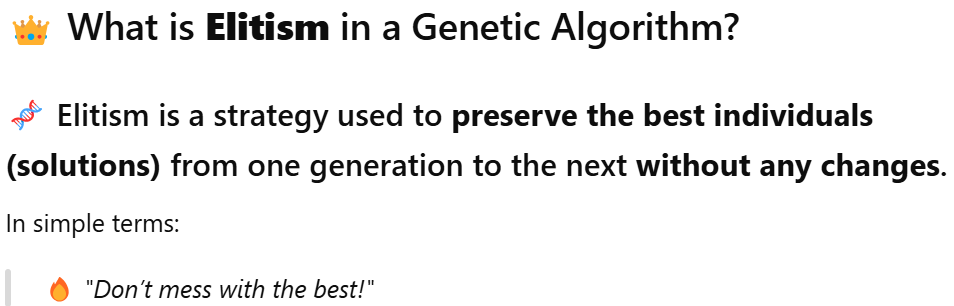 👑 What is Elitism in a Genetic Algorithm?
🧬 Elitism is a strategy used to preserve the best individuals
(solutions) from one generation to the next without any changes.
In simple terms:
🔥 "Don’t mess with the best!"